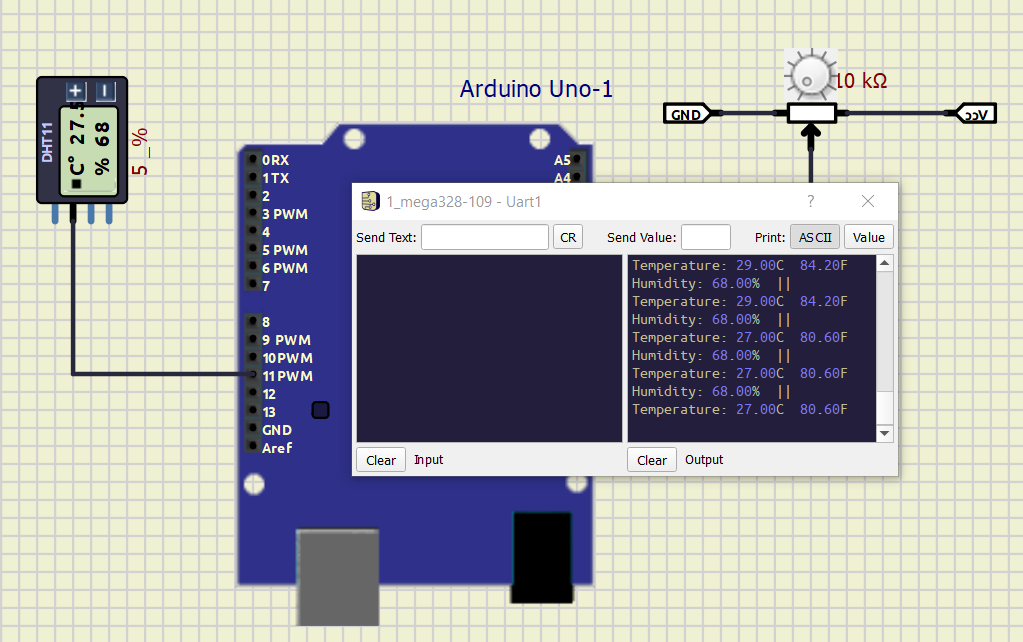 Arduino Uno-1
10 kΩ
GND
VCC
DHT11
+ −
C° 27.5
% 68
5_%
0RX
1TX
2
3 PWM
4
5 PWM
6 PWM
7
8
9 PWM
10PWM
11PWM
12
13
GND
Aref
A5
A4
1_mega328-109 - Uart1
? ×
Send Text: CR Send Value: Print: ASCII Value
Temperature: 29.00C 84.20F
Humidity: 68.00% ||
Temperature: 29.00C 84.20F
Humidity: 68.00% ||
Temperature: 27.00C 80.60F
Humidity: 68.00% ||
Temperature: 27.00C 80.60F
Humidity: 68.00% ||
Temperature: 27.00C 80.60F
Clear Input Clear Output